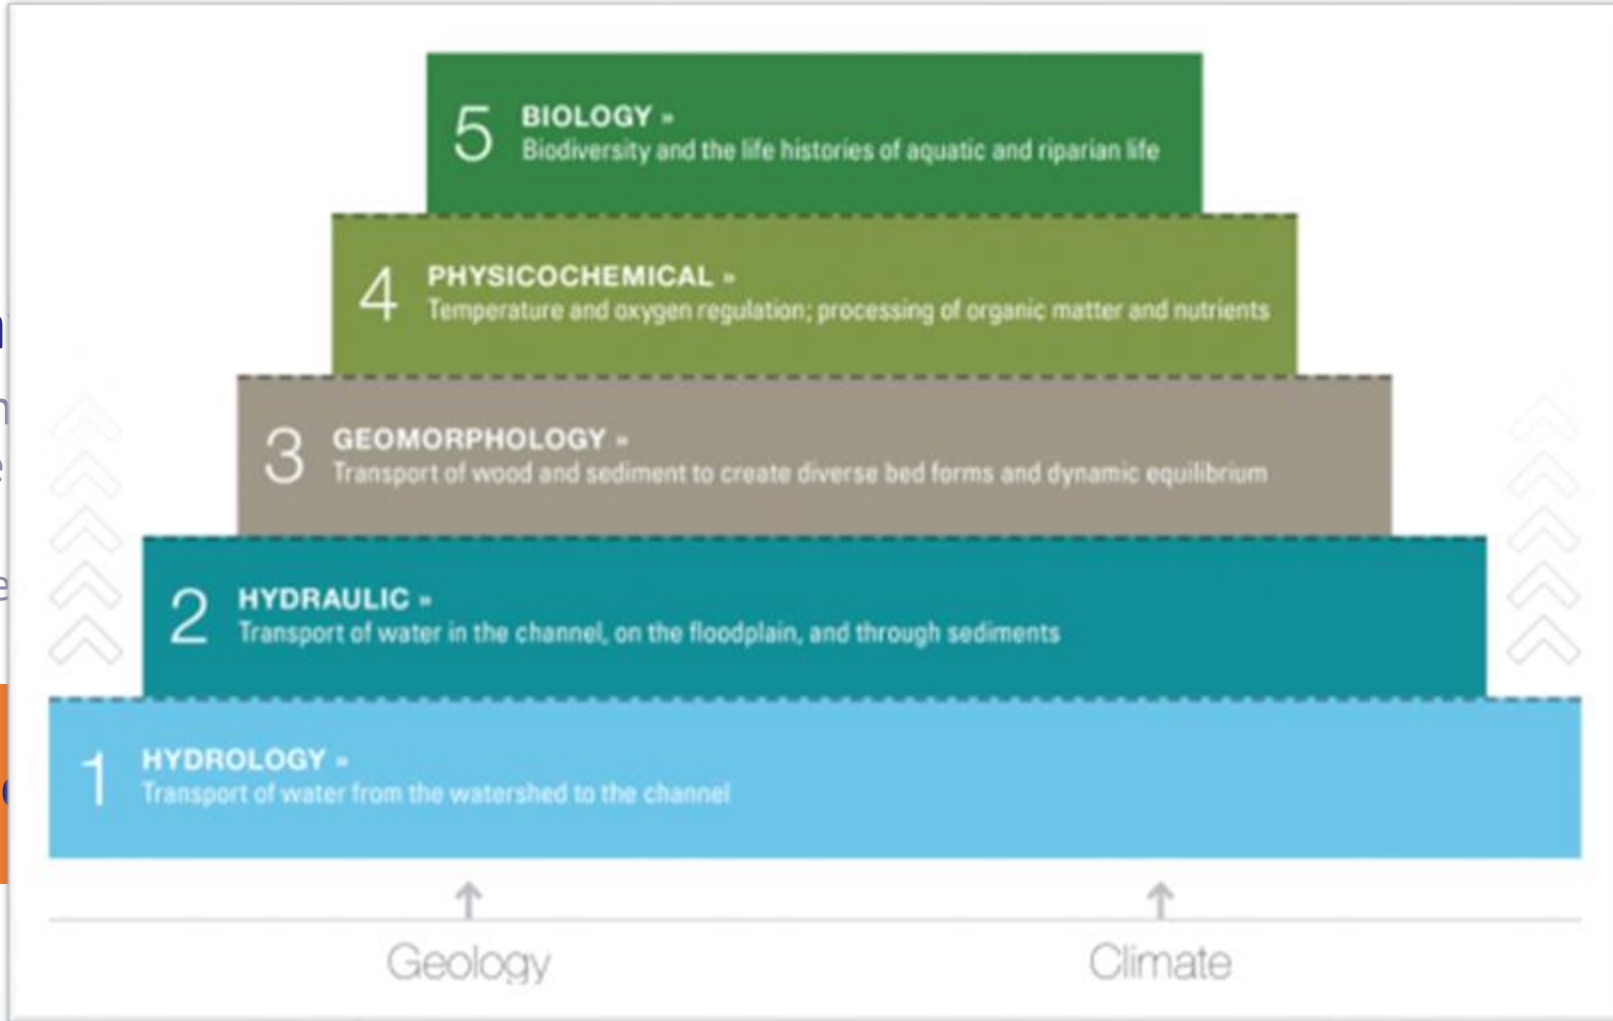 5 BIOLOGY »
Biodiversity and the life histories of aquatic and riparian life
4 PHYSICOCHEMICAL »
Temperature and oxygen regulation; processing of organic matter and nutrients
3 GEOMORPHOLOGY »
Transport of wood and sediment to create diverse bed forms and dynamic equilibrium
2 HYDRAULIC »
Transport of water in the channel, on the floodplain, and through sediments
1 HYDROLOGY »
Transport of water from the watershed to the channel
Geology Climate